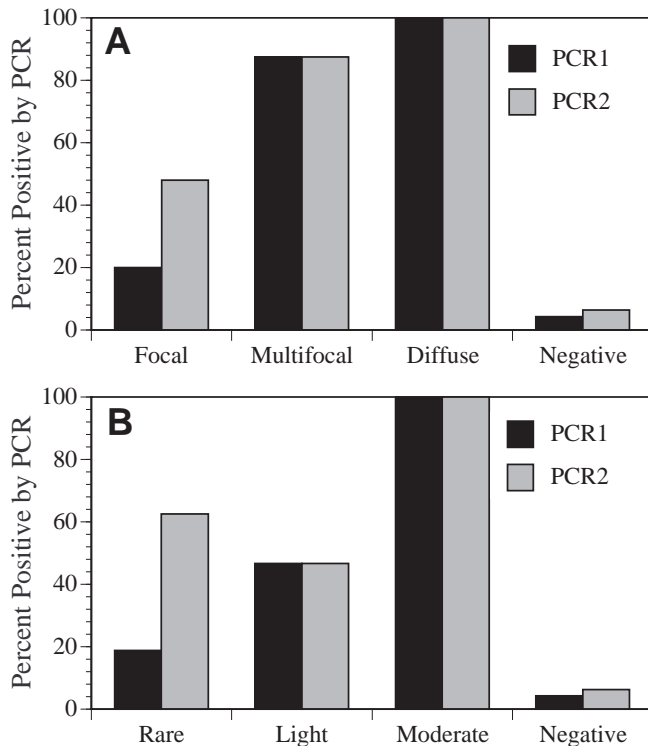 A
Percent Positive by PCR
100
80
60
40
20
0
PCR1
PCR2
Focal Multifocal Diffuse Negative
B
Percent Positive by PCR
100
80
60
40
20
0
PCR1
PCR2
Rare Light Moderate Negative